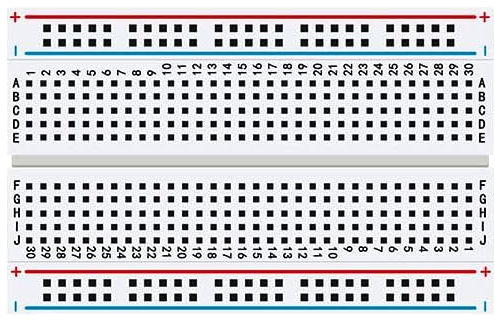 + +
− −
1 2 3 4 5 6 7 8 9 10 11 12 13 14 15 16 17 18 19 20 21 22 23 24 25 26 27 28 29 30
A A
B B
C C
D D
E E
F F
G G
H H
I I
J J
30 29 28 27 26 25 24 23 22 21 20 19 18 17 16 15 14 13 12 11 10 9 8 7 6 5 4 3 2 1
+ +
− −